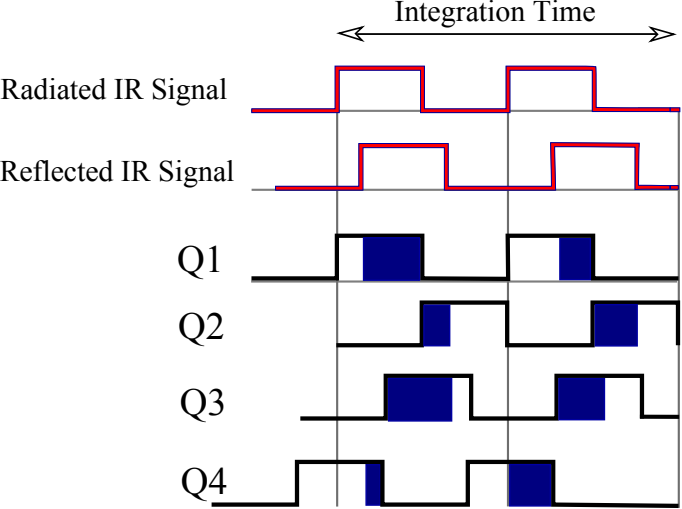 Integration Time
Radiated IR Signal
Reflected IR Signal
Q1
Q2
Q3
Q4